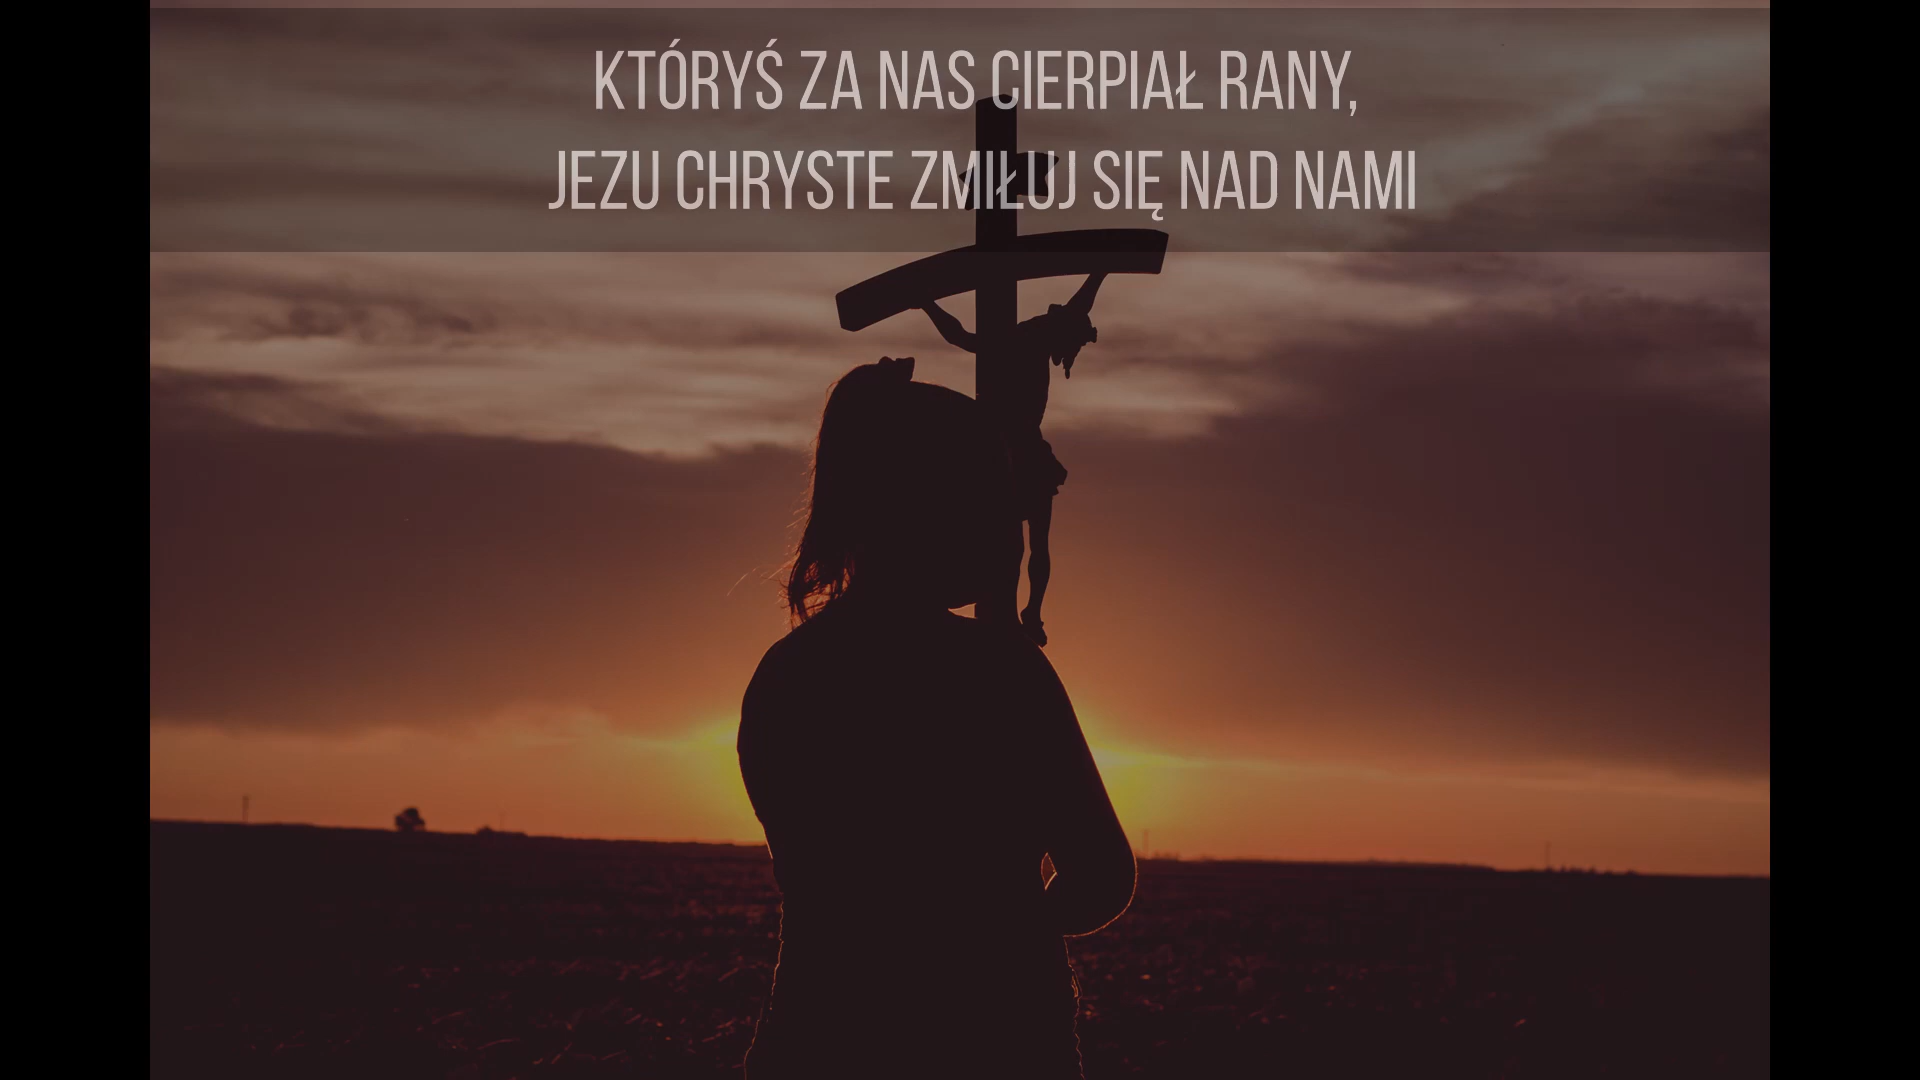 KTÓRYŚ ZA NAS CIERPIAŁ RANY,
JEZU CHRYSTE ZMIŁUJ SIĘ NAD NAMI